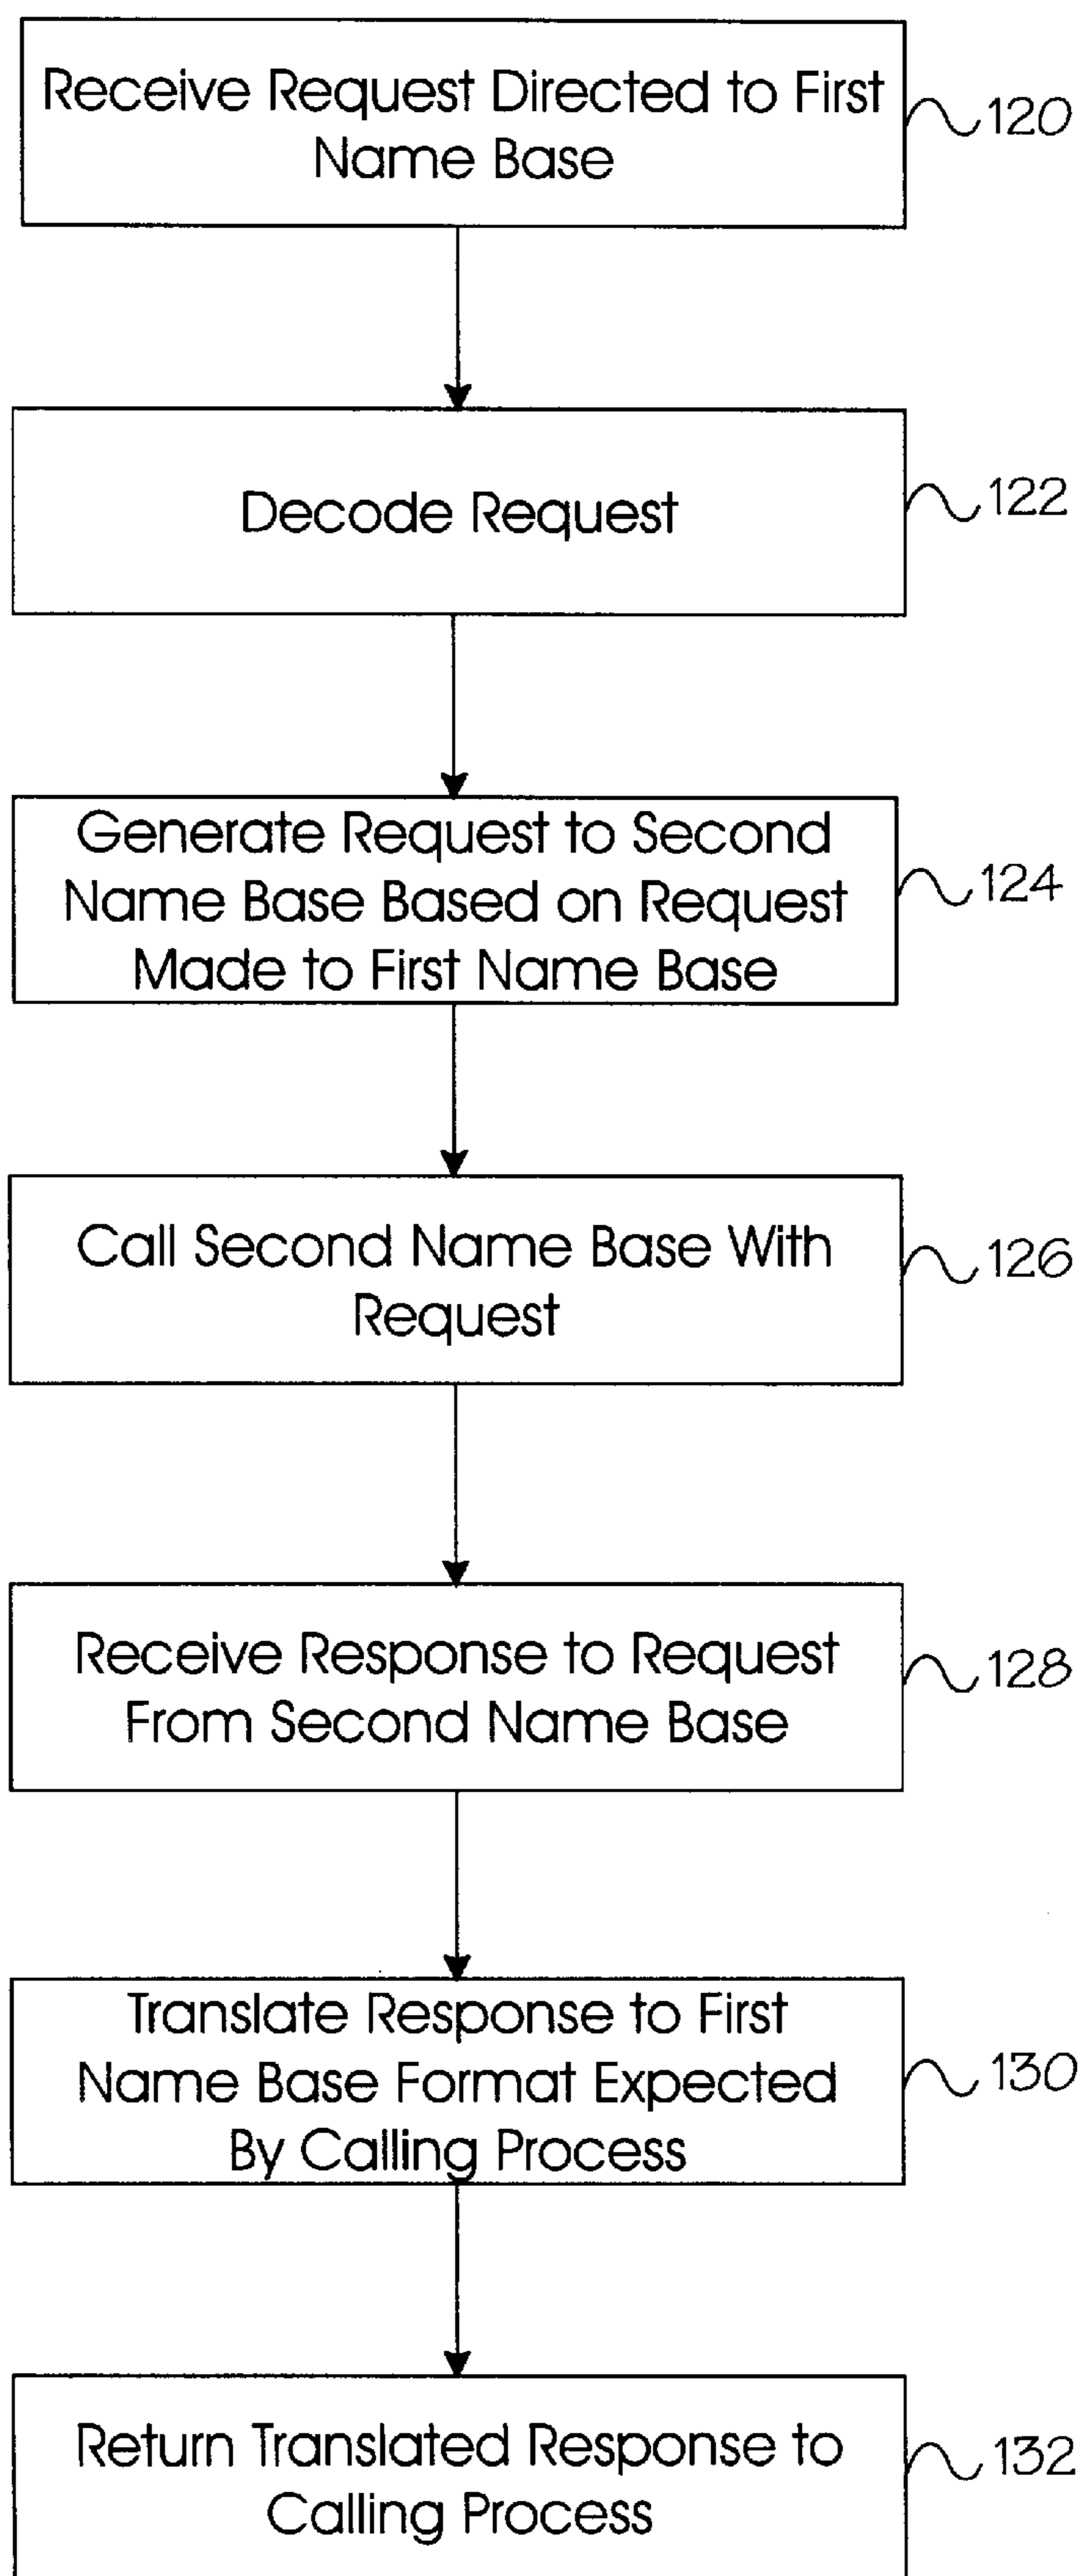 Receive Request Directed to First
Name Base
120
Decode Request
122
Generate Request to Second
Name Base Based on Request
Made to First Name Base
124
Call Second Name Base With
Request
126
Receive Response to Request
From Second Name Base
128
Translate Response to First
Name Base Format Expected
By Calling Process
130
Return Translated Response to
Calling Process
132